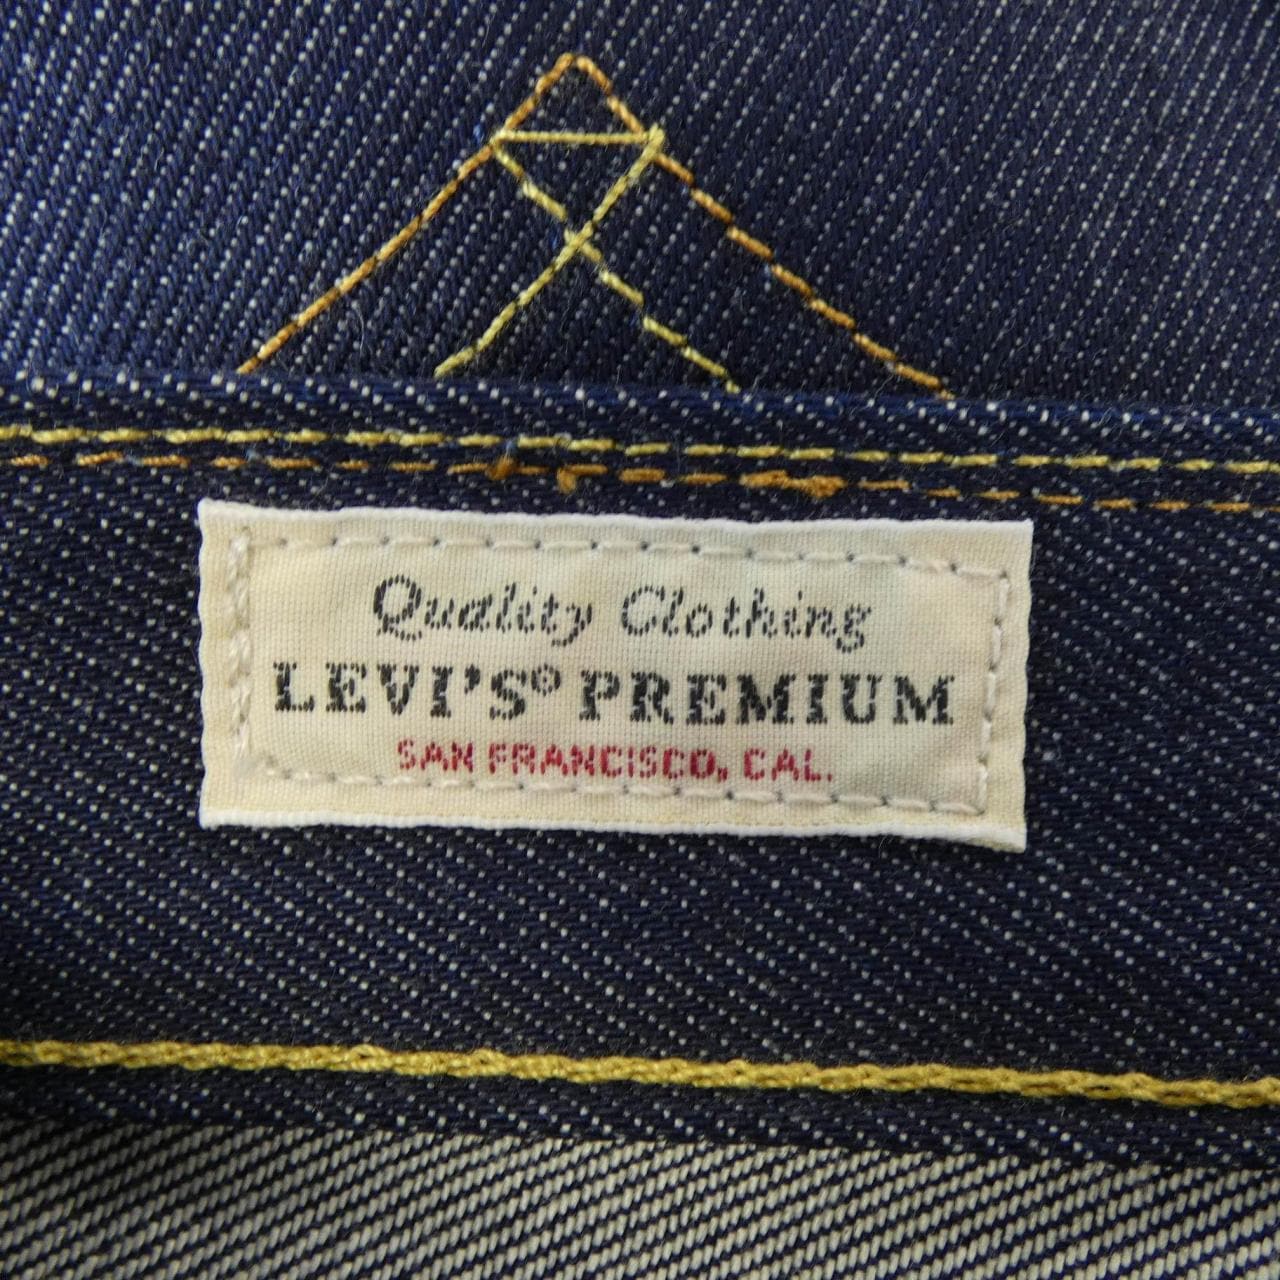 Quality Clothing
LEVI'S® PREMIUM
SAN FRANCISCO, CAL.